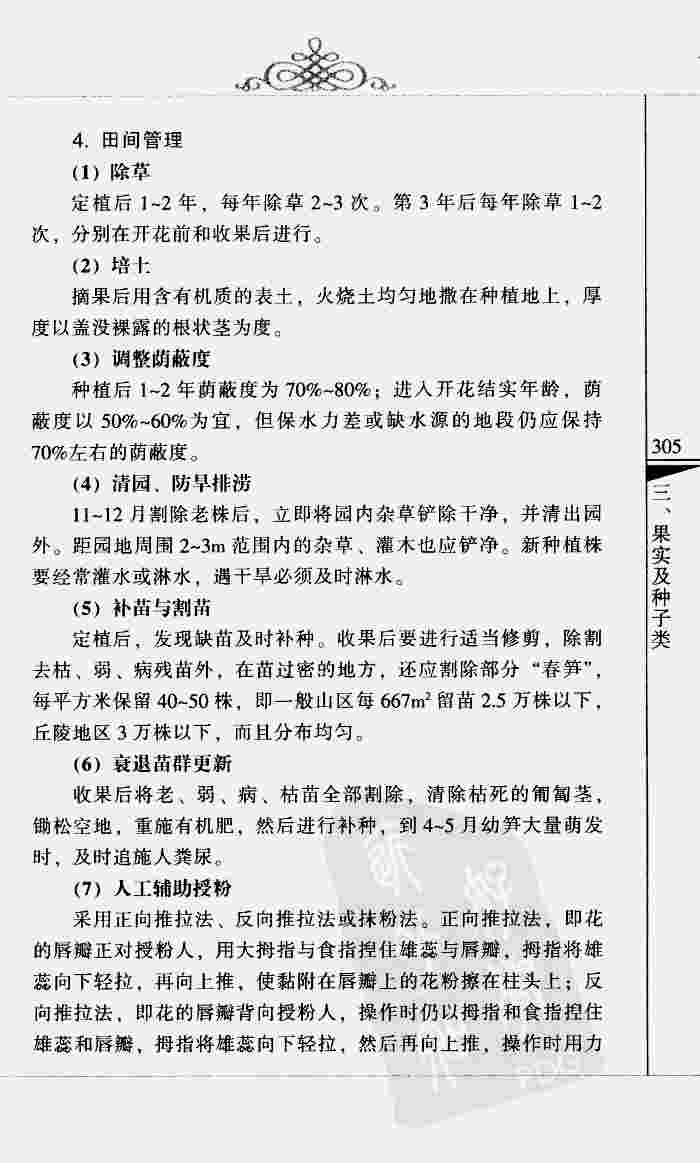 4. 田间管理
(1) 除草
定植后 1~2 年，每年除草 2~3 次。第 3 年后每年除草 1~2
次，分别在开花前和收果后进行。
(2) 培土
摘果后用含有机质的表土，火烧土均匀地撒在种植地上，厚
度以盖没裸露的根状茎为度。
(3) 调整荫蔽度
种植后 1~2 年荫蔽度为 70%~80%；进入开花结实年龄，荫
蔽度以 50%~60%为宜，但保水力差或缺水源的地段仍应保持
70%左右的荫蔽度。
(4) 清园、防旱排涝
11~12 月割除老株后，立即将园内杂草铲除干净，并清出园
外。距园地周围 2~3m 范围内的杂草、灌木也应铲净。新种植株
要经常灌水或淋水，遇干旱必须及时淋水。
(5) 补苗与割苗
定植后，发现缺苗及时补种。收果后要进行适当修剪，除割
去枯、弱、病残苗外，在苗过密的地方，还应割除部分“春笋”，
每平方米保留 40~50 株，即一般山区每 667m² 留苗 2.5 万株以下，
丘陵地区 3 万株以下，而且分布均匀。
(6) 衰退苗群更新
收果后将老、弱、病、枯苗全部割除，清除枯死的匍匐茎，
锄松空地，重施有机肥，然后进行补种，到 4~5 月幼笋大量萌发
时，及时追施人粪尿。
(7) 人工辅助授粉
采用正向推拉法、反向推拉法或抹粉法。正向推拉法，即花
的唇瓣正对授粉人，用大拇指与食指捏住雄蕊与唇瓣，拇指将雄
蕊向下轻拉，再向上推，使黏附在唇瓣上的花粉擦在柱头上；反
向推拉法，即花的唇瓣背向授粉人，操作时仍以拇指和食指捏住
雄蕊和唇瓣，拇指将雄蕊向下轻拉，然后再向上推，操作时用力
305
三、果实及种子类
PDG